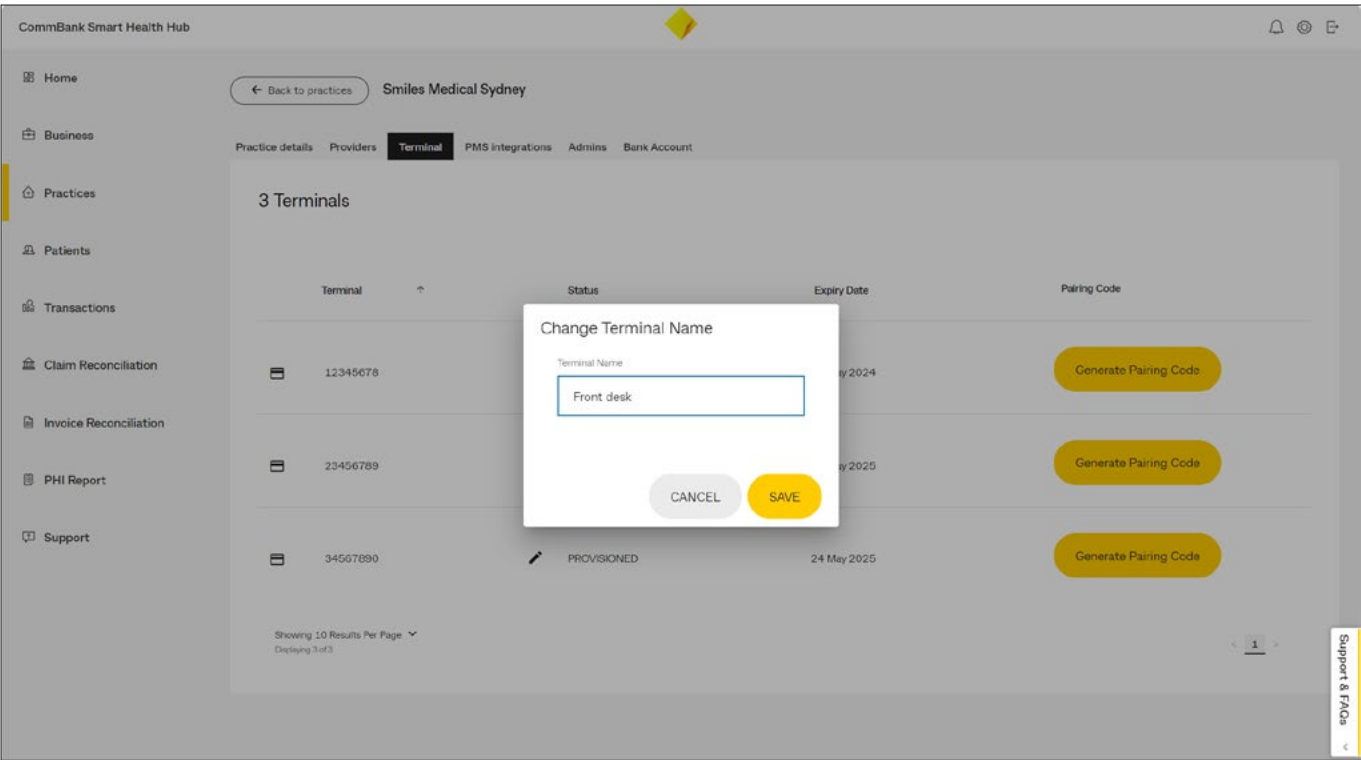 CommBank Smart Health Hub
Home
Business
Practices
Patients
Transactions
Claim Reconciliation
Invoice Reconciliation
PHI Report
Support
Back to practices Smiles Medical Sydney
Practice details Providers Terminal PMS integrations Admins Bank Account
3 Terminals
Terminal Status Expiry Date Pairing Code
12345678 2024 Generate Pairing Code
23456789 2025 Generate Pairing Code
34567890 PROVISIONED 24 May 2025 Generate Pairing Code
Change Terminal Name
Terminal Name
Front desk
CANCEL SAVE
Showing 10 Results Per Page
Displaying 3 of 3
< 1 >
Support & FAQs